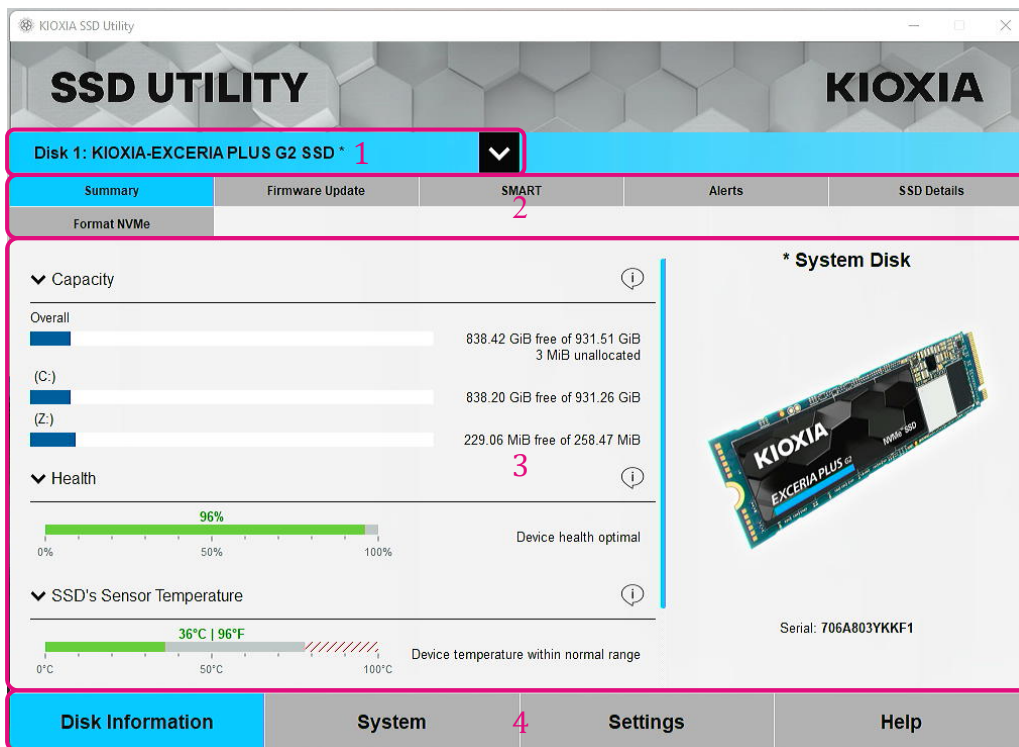 KIOXIA SSD Utility
SSD UTILITY
KIOXIA
Disk 1: KIOXIA-EXCERIA PLUS G2 SSD * 1
Summary Firmware Update SMART Alerts SSD Details
2
Format NVMe
Capacity
* System Disk
Overall
838.42 GiB free of 931.51 GiB
3 MiB unallocated
(C:)
838.20 GiB free of 931.26 GiB
(Z:)
229.06 MiB free of 258.47 MiB
3
Health
96%
0% 50% 100%
Device health optimal
SSD's Sensor Temperature
36°C | 96°F
0°C 50°C 100°C
Device temperature within normal range
KIOXIA
EXCERIA PLUS G2
NVMe™ SSD
Serial: 706A803YKKF1
Disk Information System 4 Settings Help